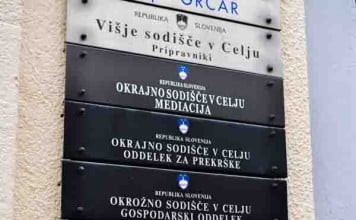 ORČAR
REPUBLIKA SLOVENIJA
Višje sodišče v Celju
Pripravniki
REPUBLIKA SLOVENIJA
OKRAJNO SODIŠČE V CELJU
MEDIACIJA
REPUBLIKA SLOVENIJA
OKRAJNO SODIŠČE V CELJU
ODDELEK ZA PREKRŠKE
REPUBLIKA SLOVENIJA
OKROŽNO SODIŠČE V CELJU
GOSPODARSKI ODDELEK